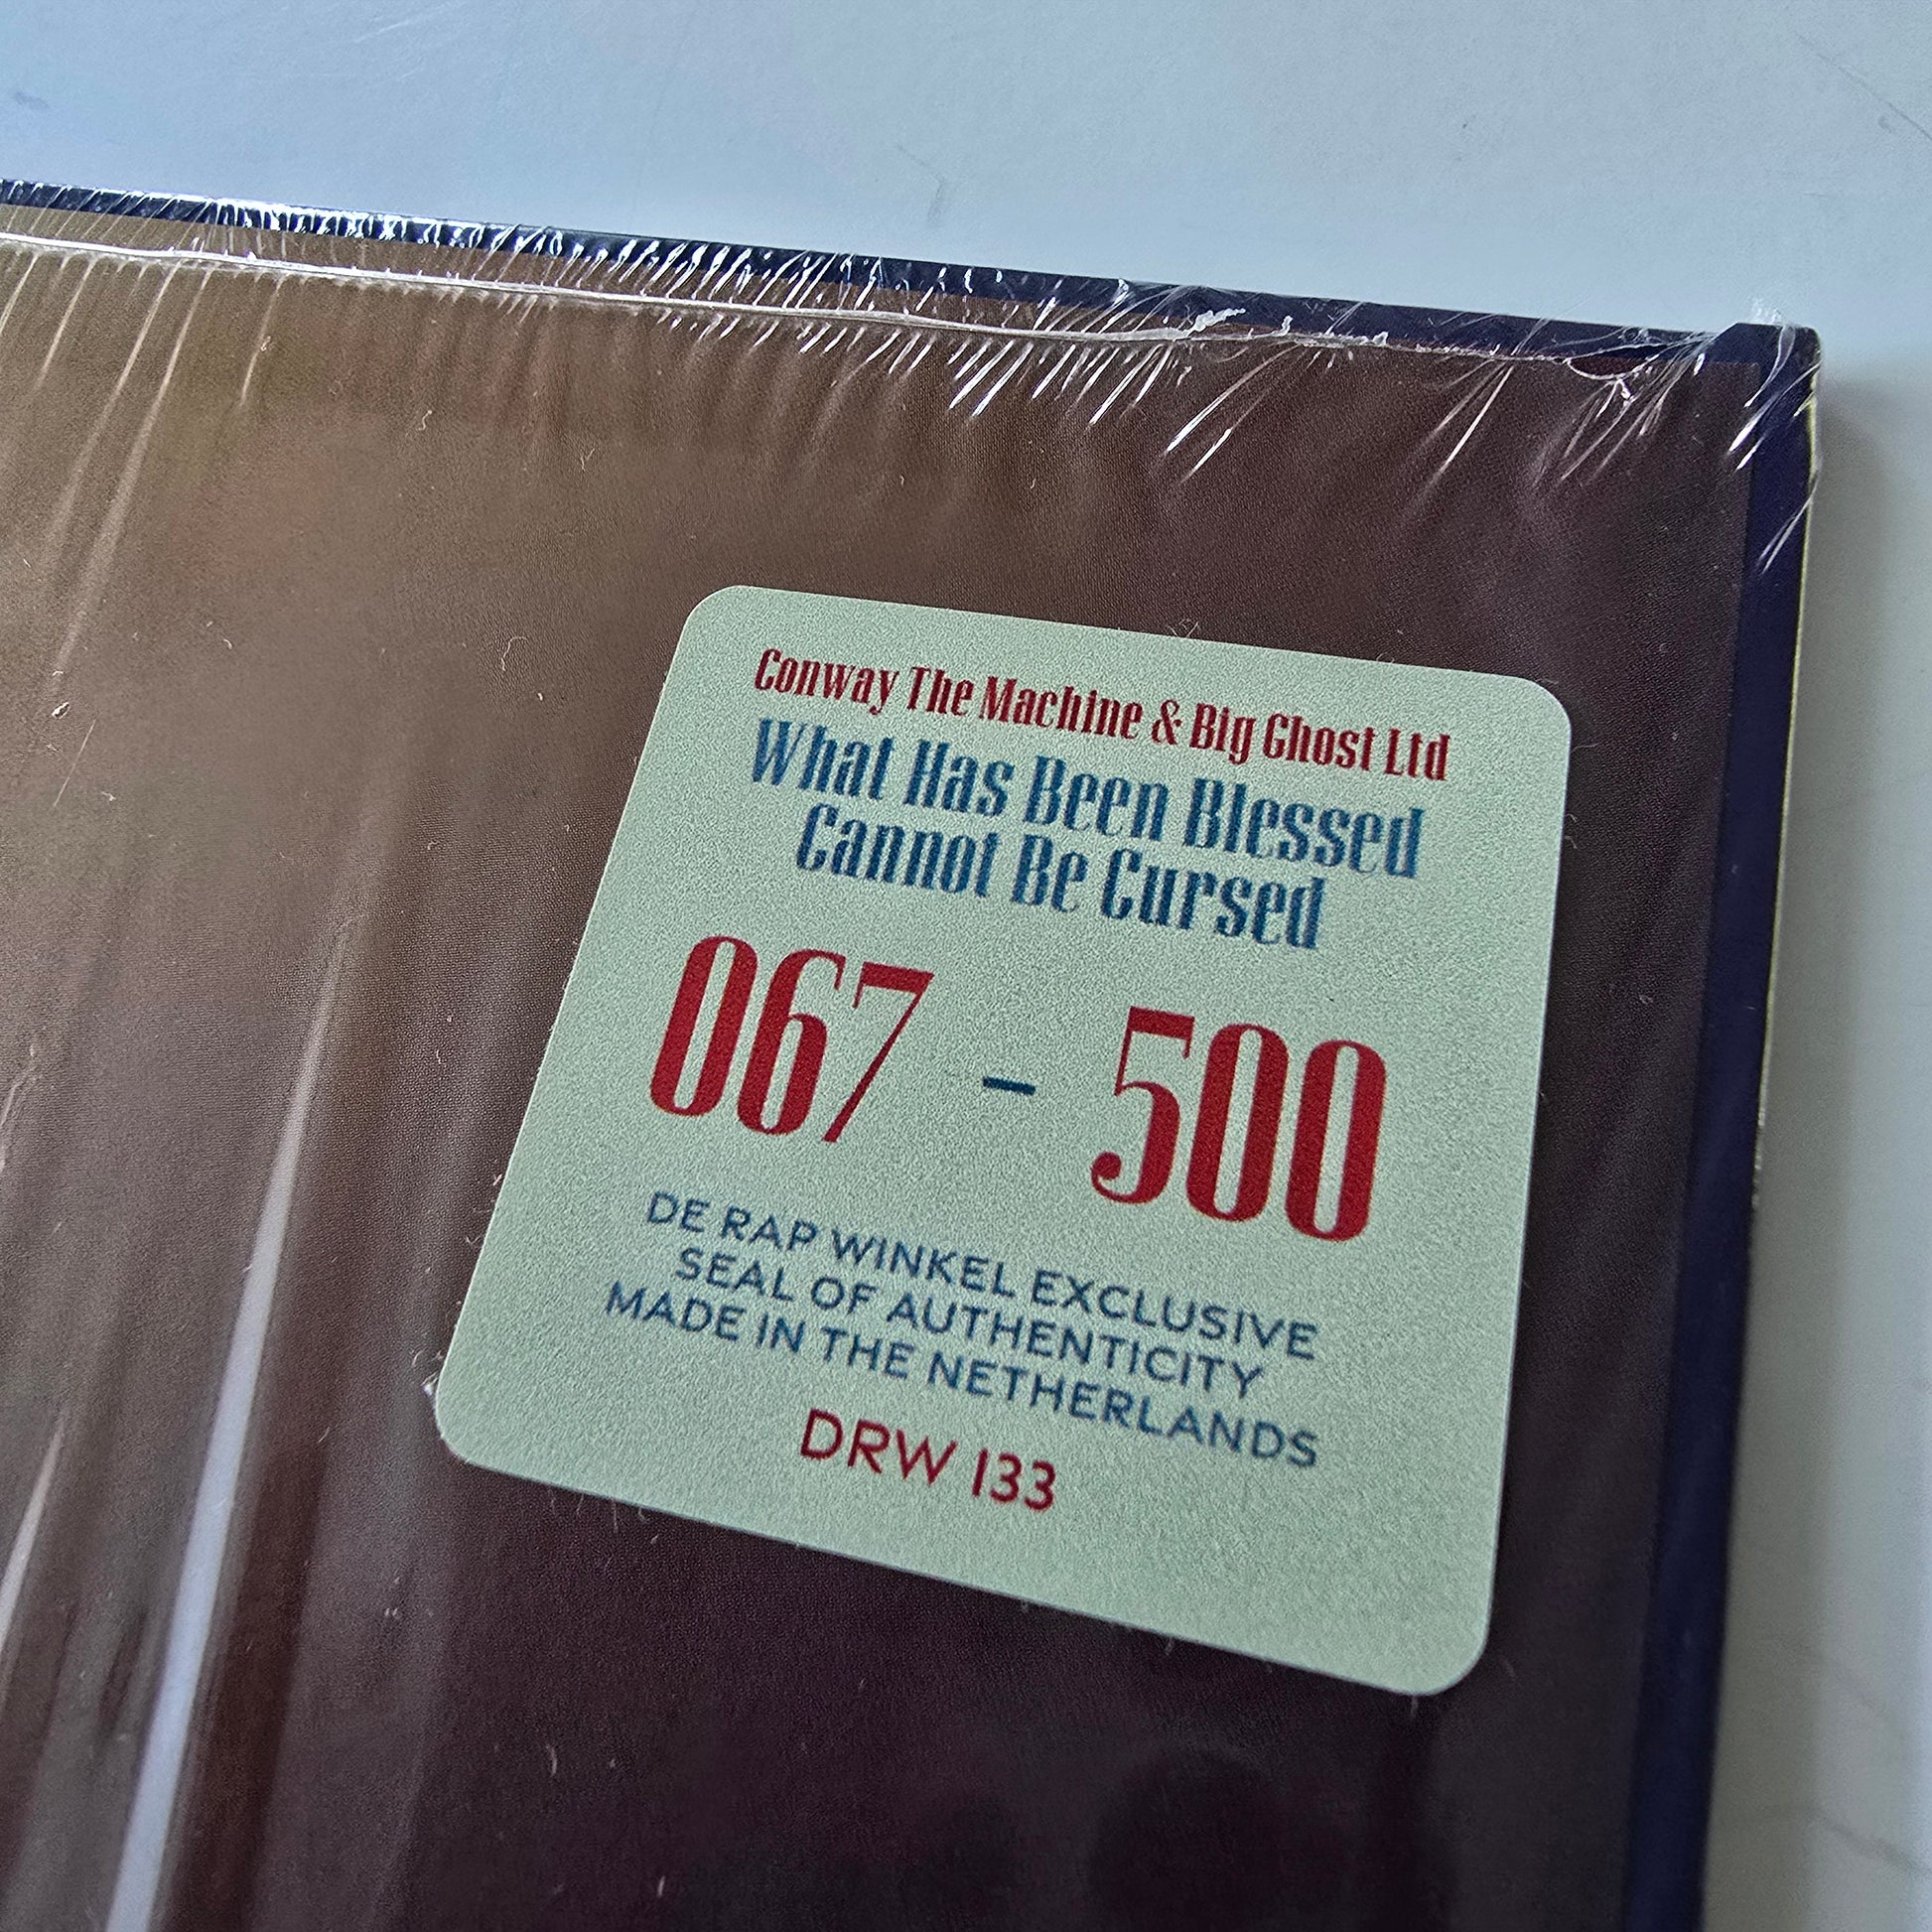 Conway The Machine & Big Ghost Ltd
What Has Been Blessed
Cannot Be Cursed
067 - 500
DE RAP WINKEL EXCLUSIVE
SEAL OF AUTHENTICITY
MADE IN THE NETHERLANDS
DRW 133